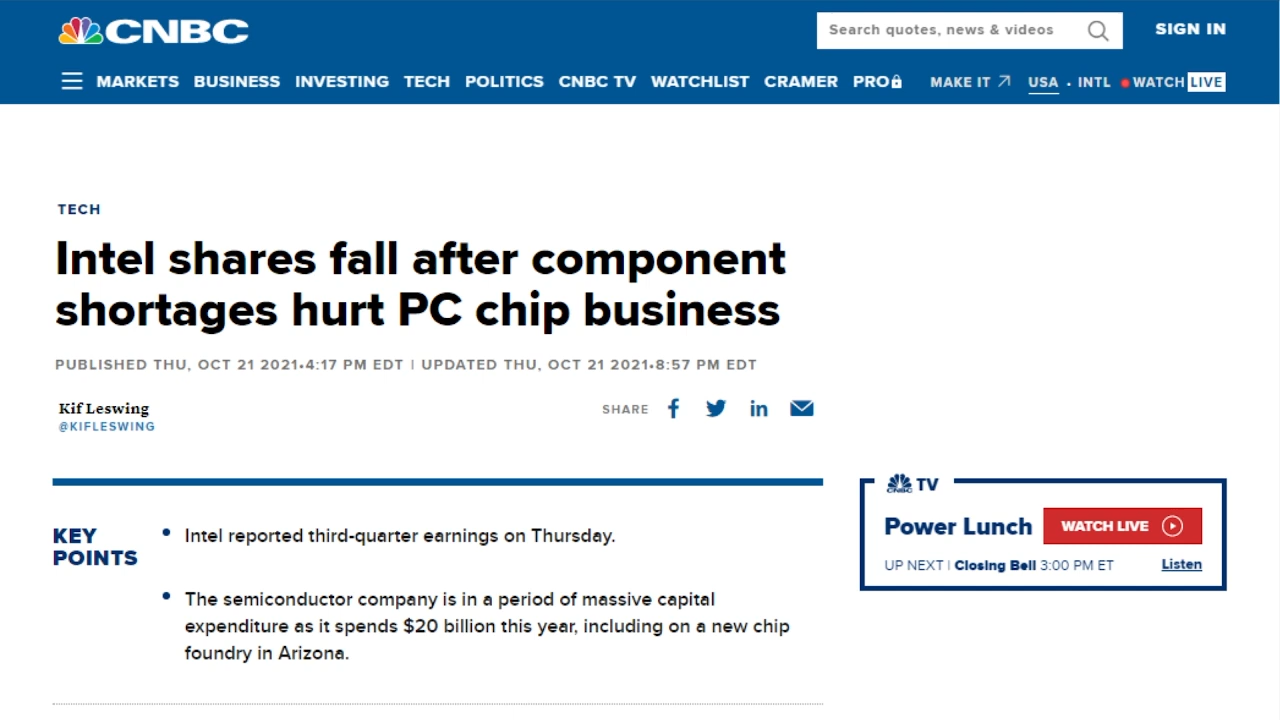 CNBC
Search quotes, news & videos
SIGN IN
MARKETS BUSINESS INVESTING TECH POLITICS CNBC TV WATCHLIST CRAMER PRO MAKE IT USA • INTL WATCH LIVE
TECH
Intel shares fall after component
shortages hurt PC chip business
PUBLISHED THU, OCT 21 2021•4:17 PM EDT | UPDATED THU, OCT 21 2021•8:57 PM EDT
Kif Leswing
@KIFLESWING
SHARE
KEY
POINTS
• Intel reported third-quarter earnings on Thursday.
• The semiconductor company is in a period of massive capital
expenditure as it spends $20 billion this year, including on a new chip
foundry in Arizona.
CNBC TV
Power Lunch
WATCH LIVE
UP NEXT | Closing Bell 3:00 PM ET
Listen